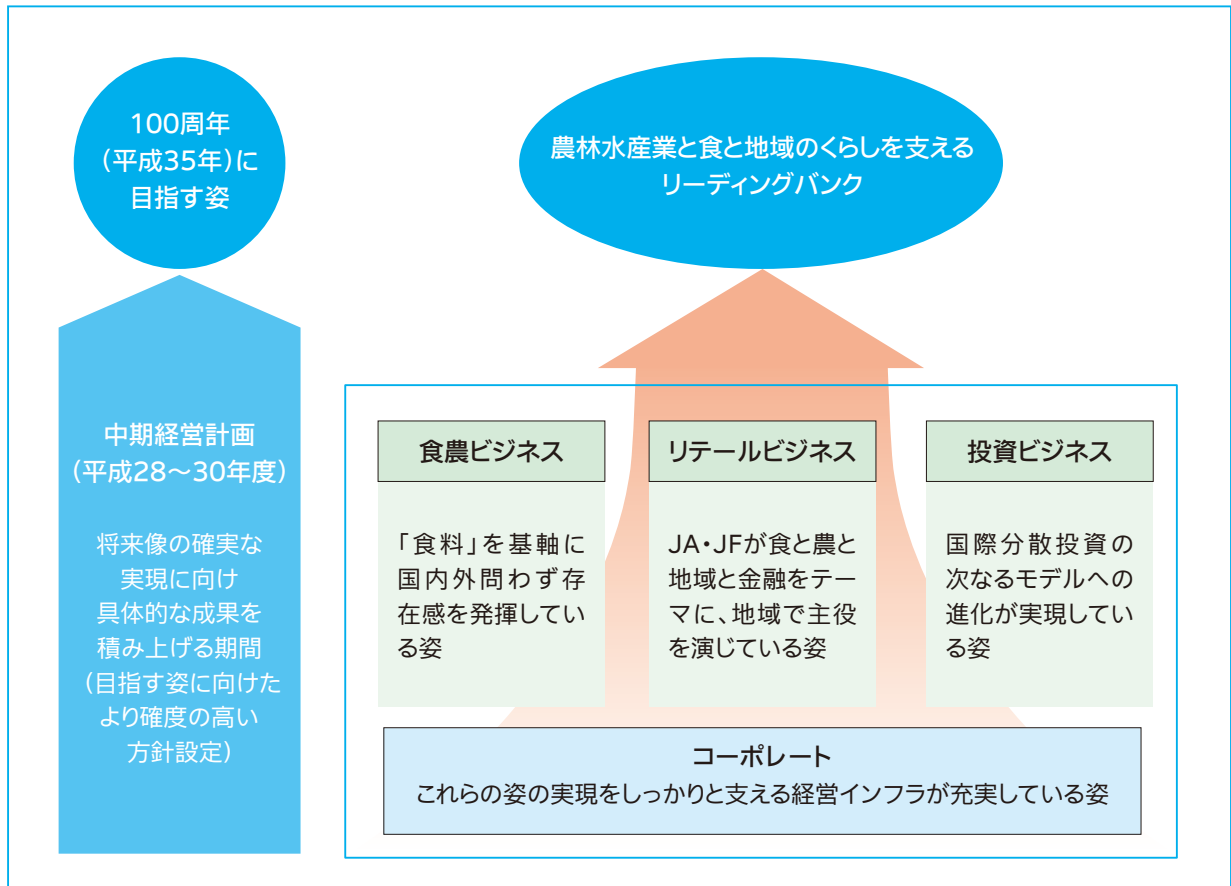 100周年
(平成35年)に
目指す姿
農林水産業と食と地域のくらしを支える
リーディングバンク
中期経営計画
(平成28〜30年度)
将来像の確実な
実現に向け
具体的な成果を
積み上げる期間
(目指す姿に向けた
より確度の高い
方針設定)
食農ビジネス
「食料」を基軸に
国内外問わず存
在感を発揮してい
る姿
リテールビジネス
JA・JFが食と農と
地域と金融をテー
マに、地域で主役
を演じている姿
投資ビジネス
国際分散投資の
次なるモデルへの
進化が実現してい
る姿
コーポレート
これらの姿の実現をしっかりと支える経営インフラが充実している姿